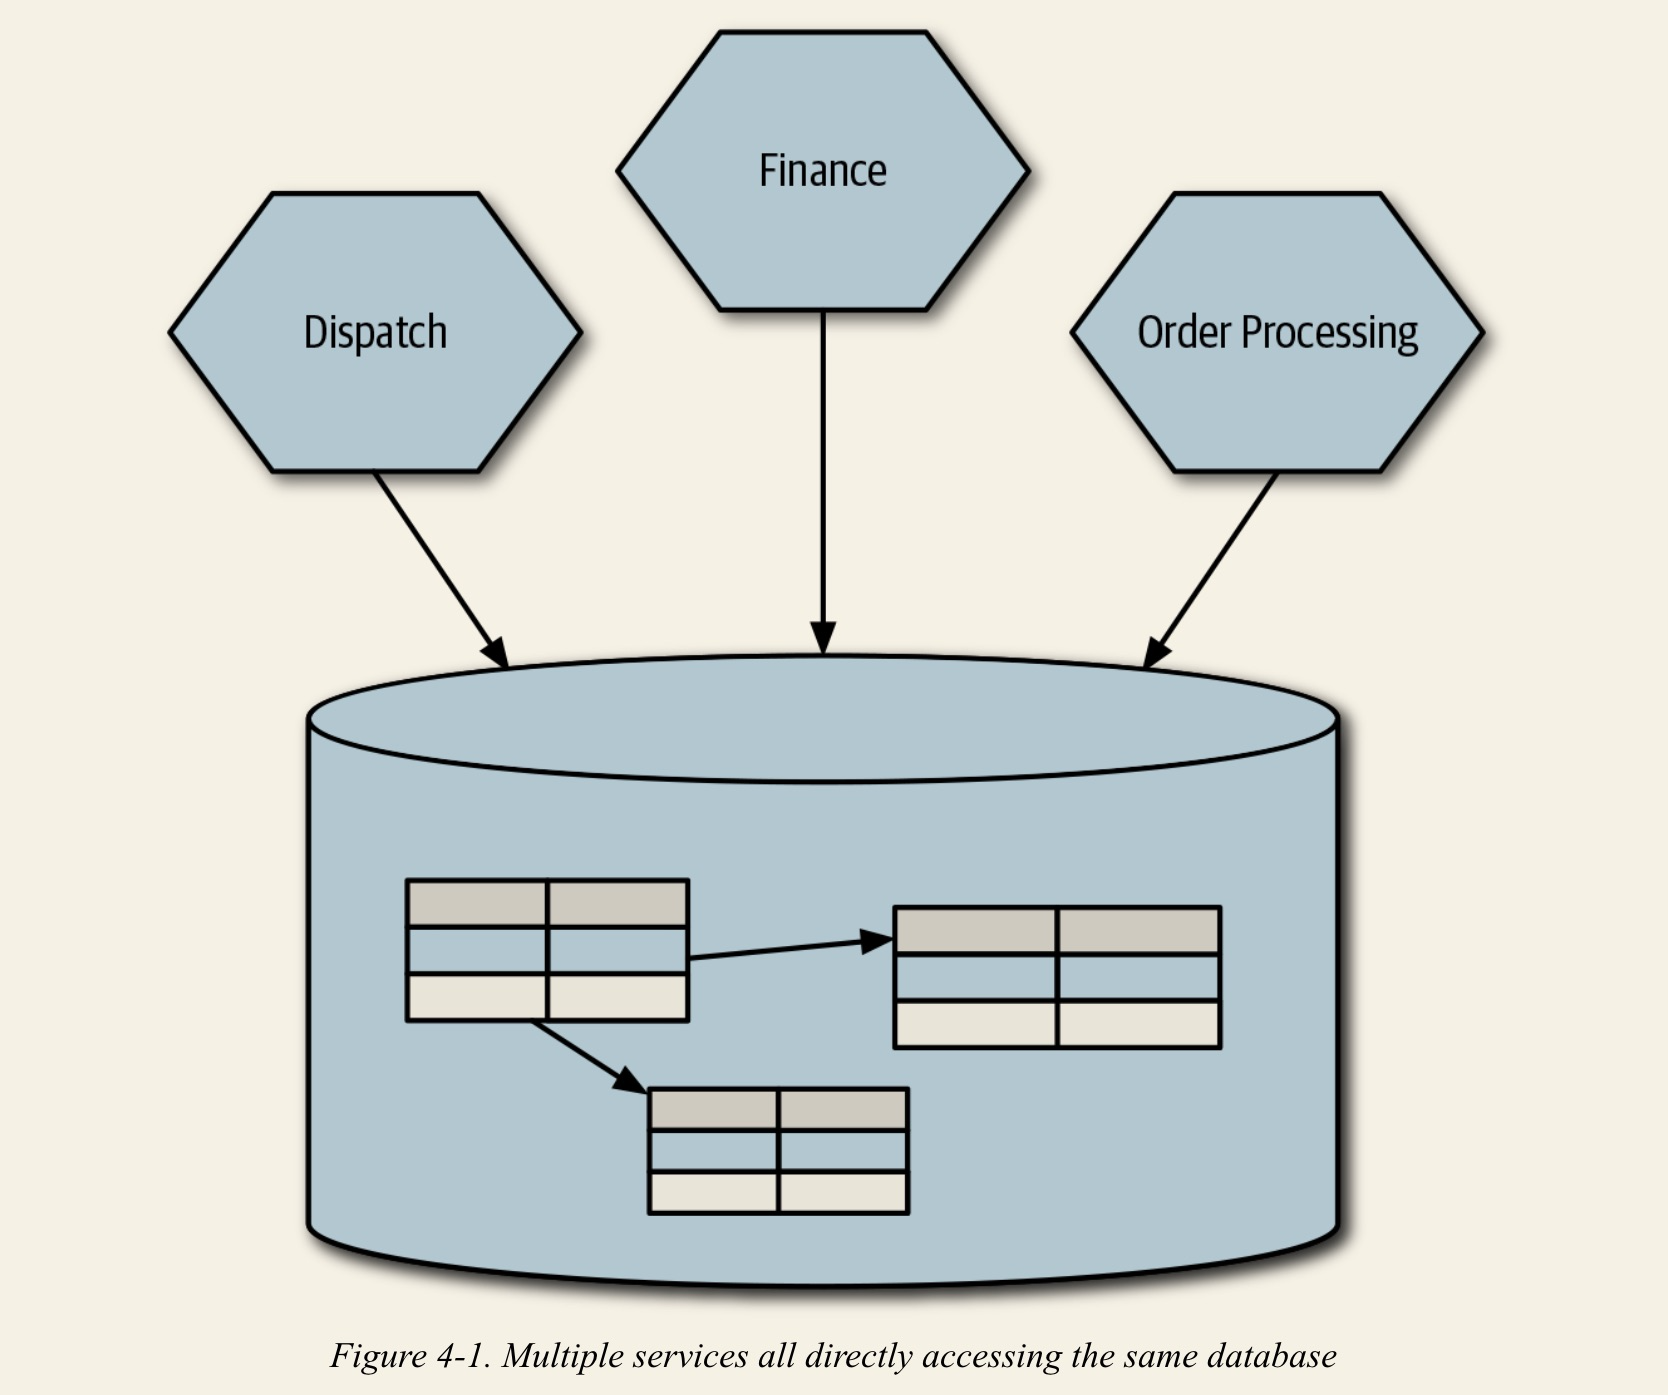 Finance
Dispatch
Order Processing
Figure 4-1. Multiple services all directly accessing the same database